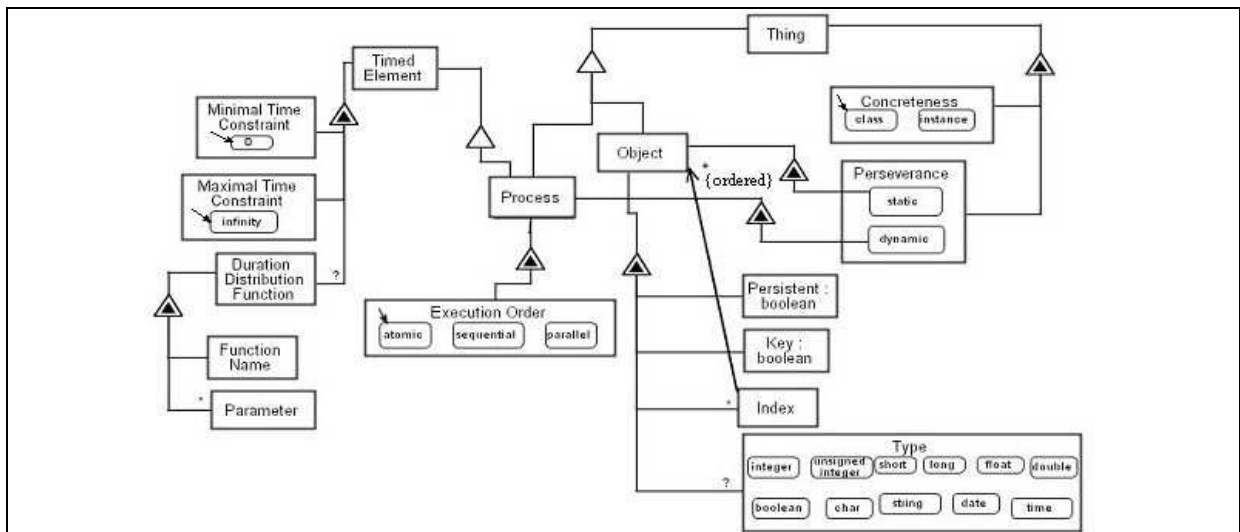 Thing
Timed
Element
Minimal Time
Constraint
0
Concreteness
class instance
Object
*
{ordered}
Perseverance
static
dynamic
Maximal Time
Constraint
infinity
Process
Duration
Distribution
Function
?
Persistent :
boolean
Execution Order
atomic sequential parallel
Function
Name
Key :
boolean
*
Parameter
*
Index
Type
integer unsigned integer short long float double
?
boolean char string date time